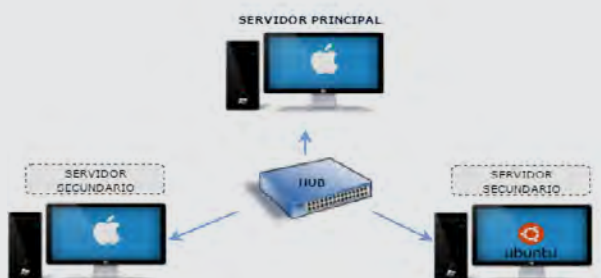 SERVIDOR PRINCIPAL
SERVIDOR
SECUNDARIO
HUB
SERVIDOR
SECUNDARIO
ubuntu